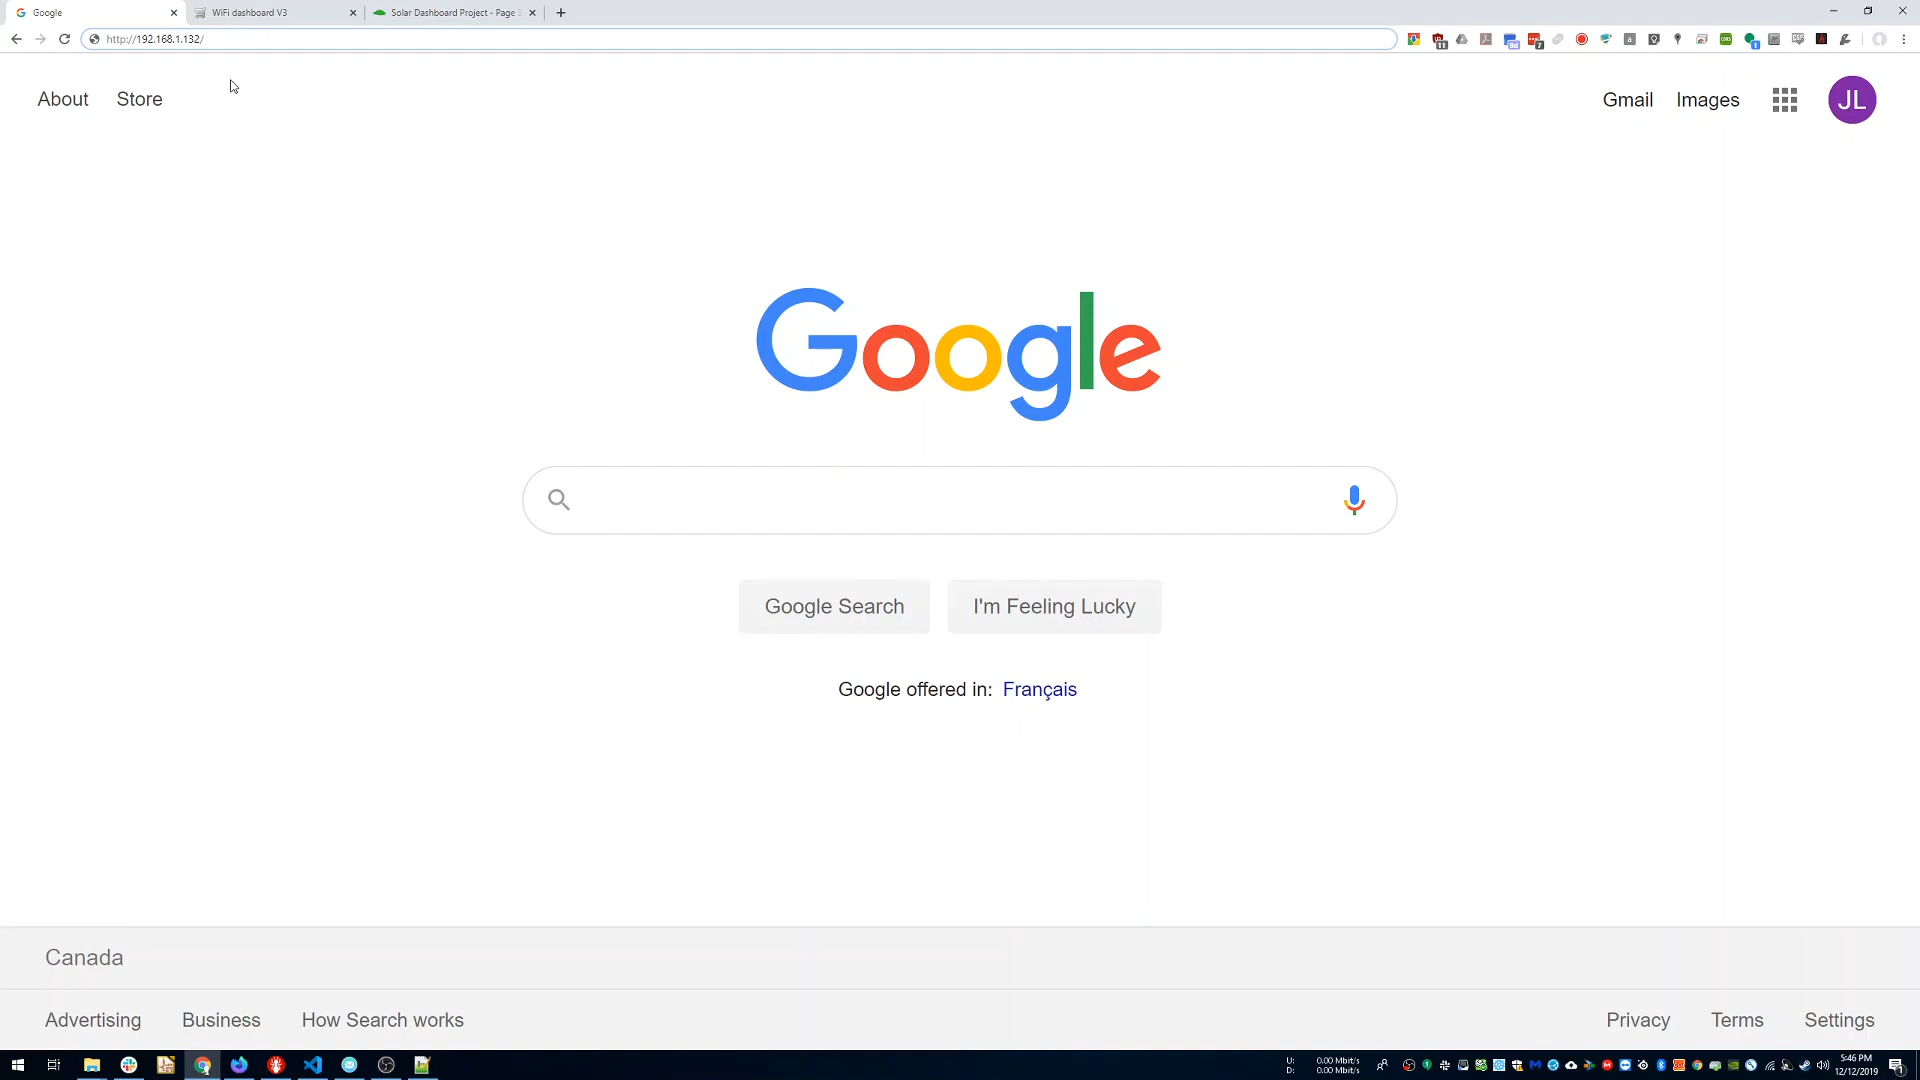 Google
WiFi dashboard V3
Solar Dashboard Project - Page
http://192.168.1.132/
About
Store
Gmail
Images
JL
Google
Google Search
I'm Feeling Lucky
Google offered in: Français
Canada
Advertising
Business
How Search works
Privacy
Terms
Settings
U: 0.00 Mbit/s
D: 0.00 Mbit/s
5:46 PM
12/12/2019